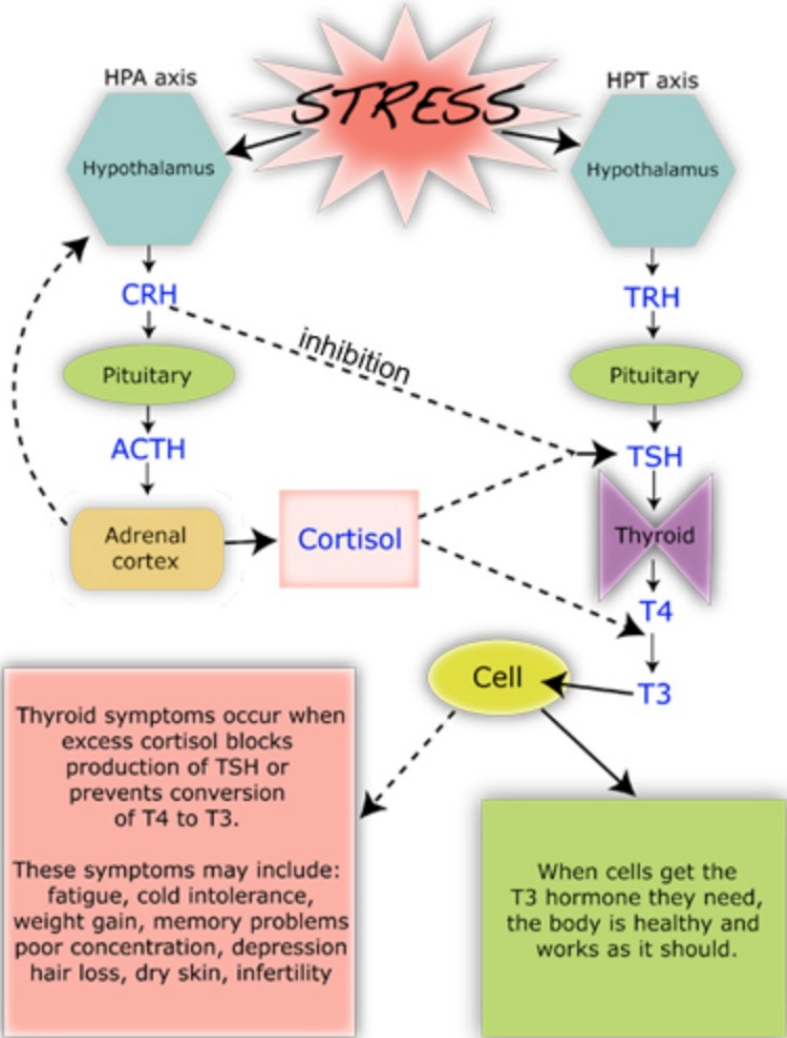 STRESS
HPA axis
Hypothalamus
CRH
Pituitary
ACTH
Adrenal
cortex
Cortisol
inhibition
HPT axis
Hypothalamus
TRH
Pituitary
TSH
Thyroid
T4
T3
Cell
Thyroid symptoms occur when
excess cortisol blocks
production of TSH or
prevents conversion
of T4 to T3.
These symptoms may include:
fatigue, cold intolerance,
weight gain, memory problems
poor concentration, depression
hair loss, dry skin, infertility
When cells get the
T3 hormone they need,
the body is healthy and
works as it should.